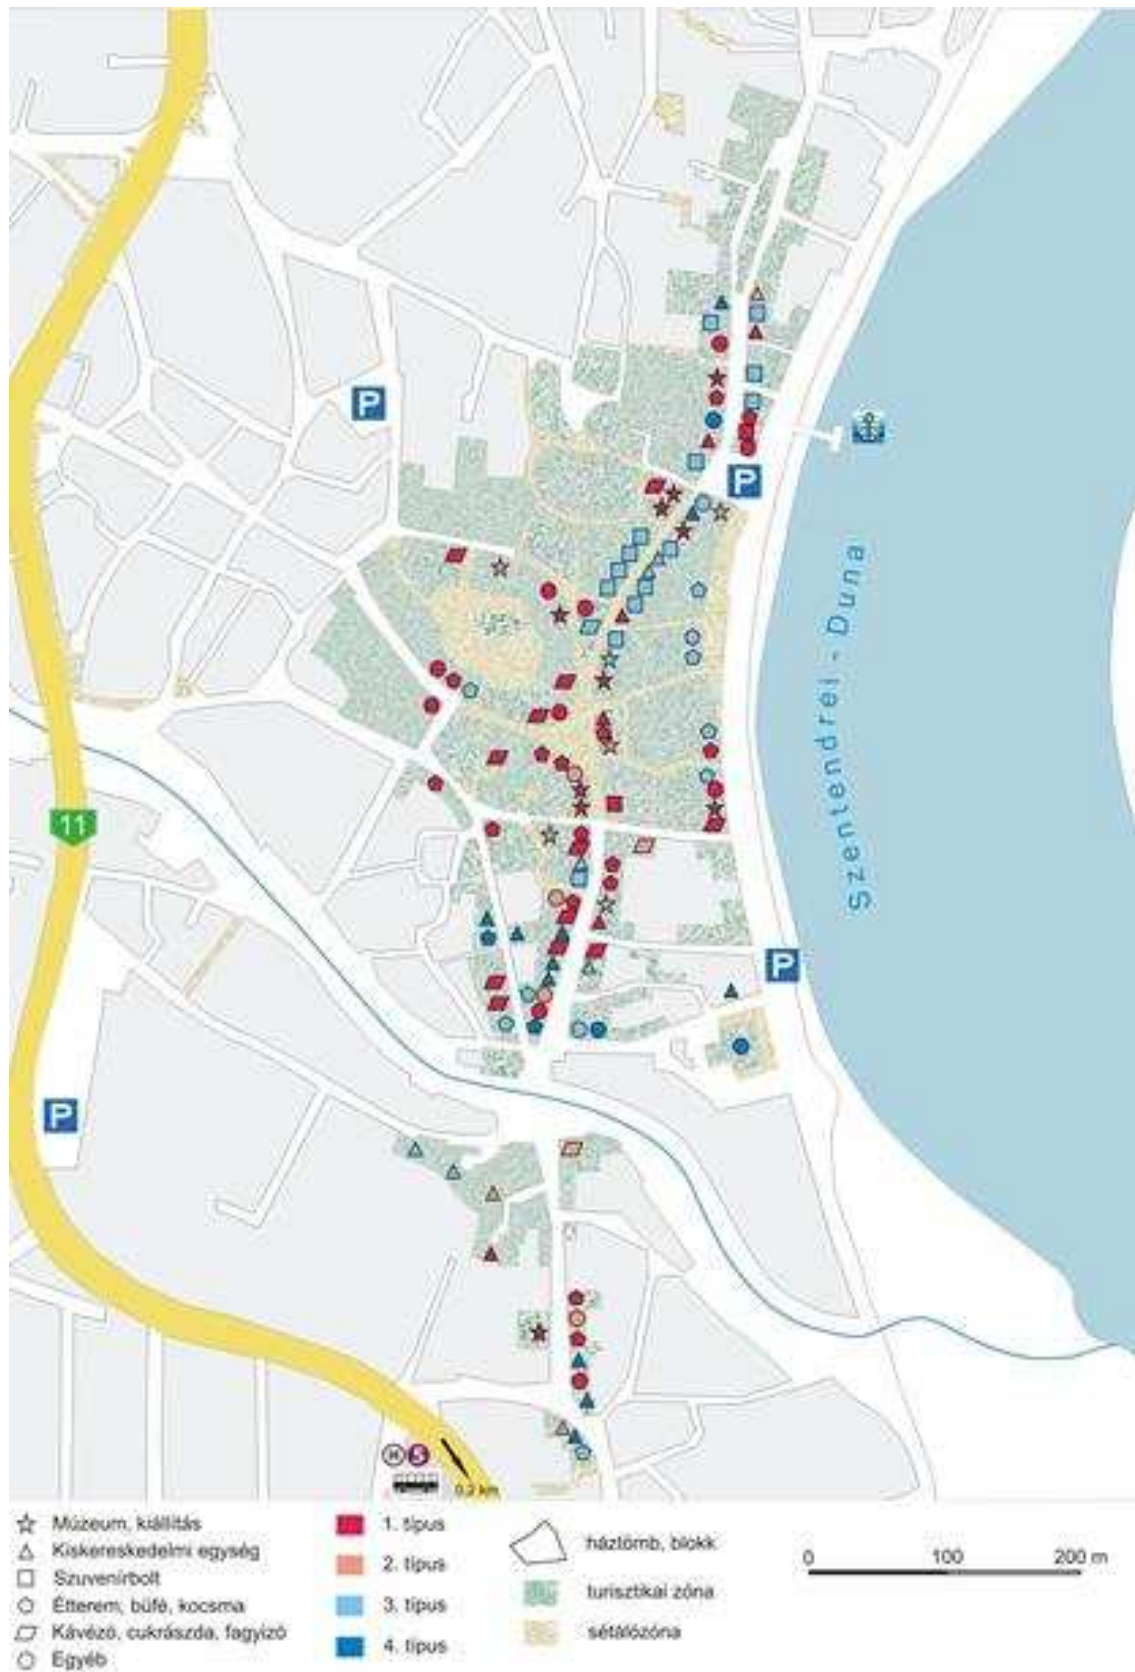 P
P
Szentendrei - Duna
11
P
P
H S
0,2 km
Múzeum, kiállítás
Kiskereskedelmi egység
Szuvenírbolt
Étterem, büfé, kocsma
Kávézó, cukrászda, fagyizó
Egyéb
1. típus
2. típus
3. típus
4. típus
háztömb, blokk
turisztikai zóna
sétálózóna
0 100 200 m